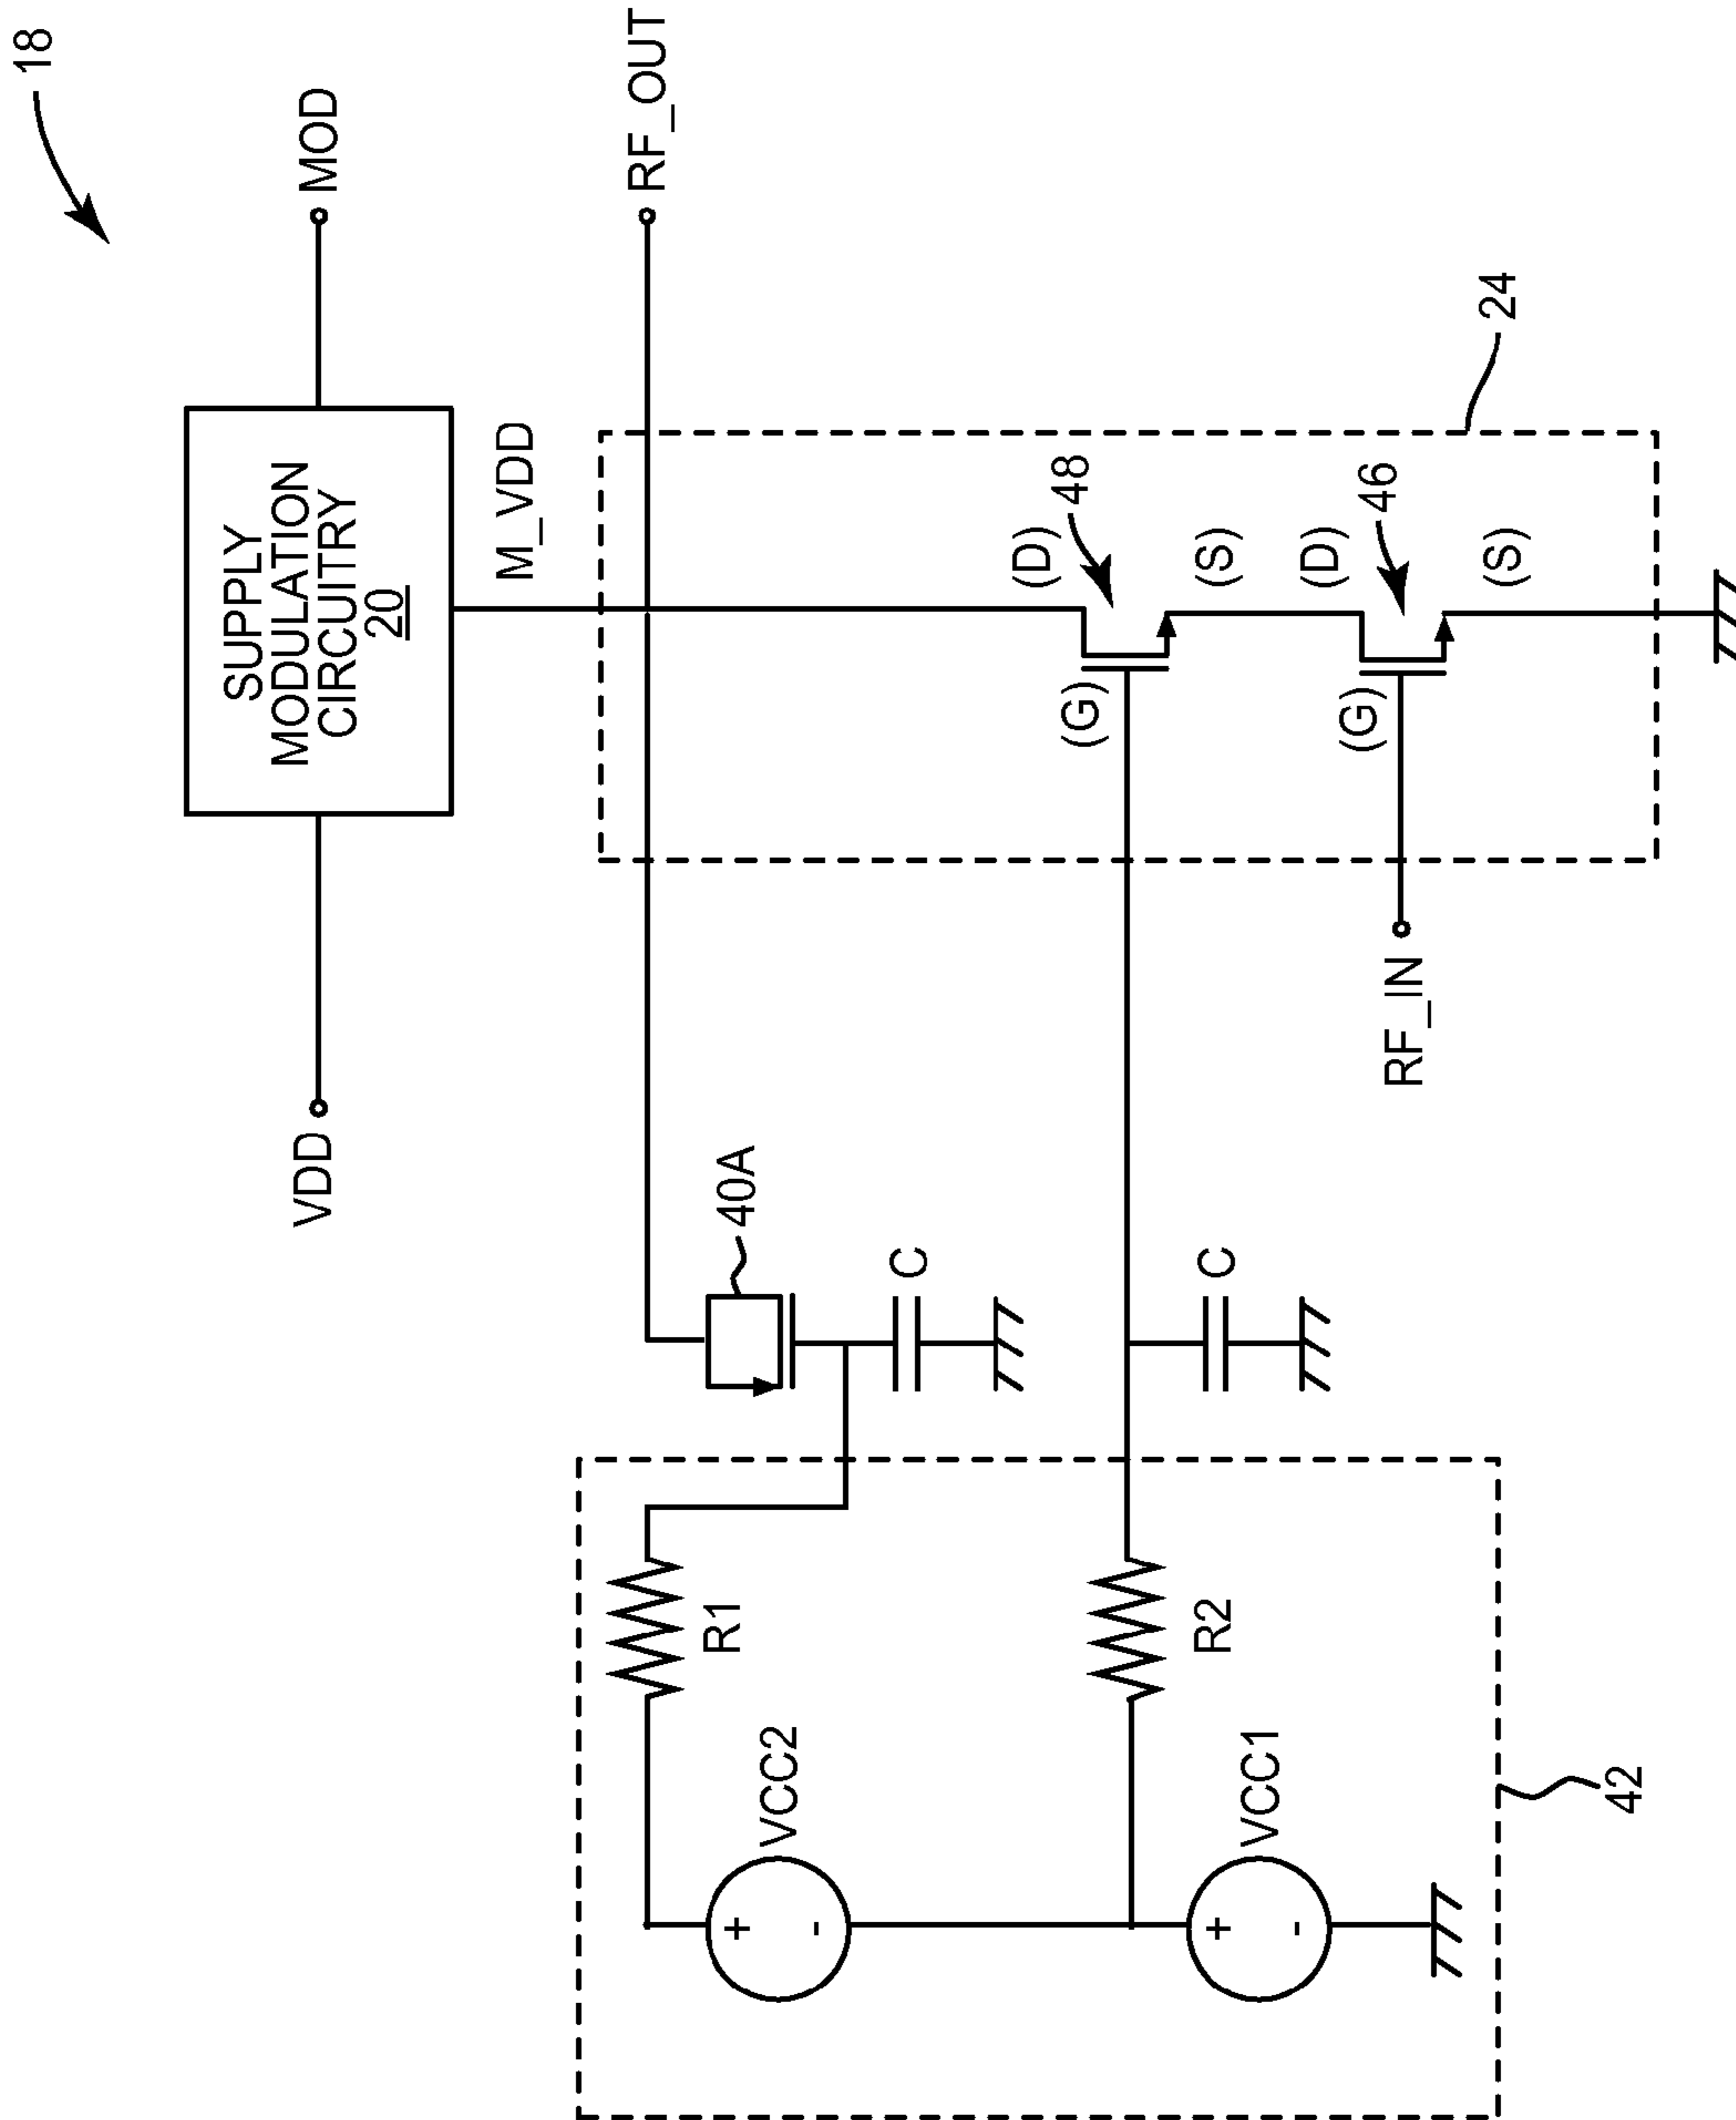 18
VDD
SUPPLY
MODULATION
CIRCUITRY
20
MOD
M_VDD
RF_OUT
40A
R1
C
VCC2
+
-
(D)
48
(G)
(S)
R2
C
VCC1
+
-
(D)
46
(G)
(S)
RF_IN
24
42